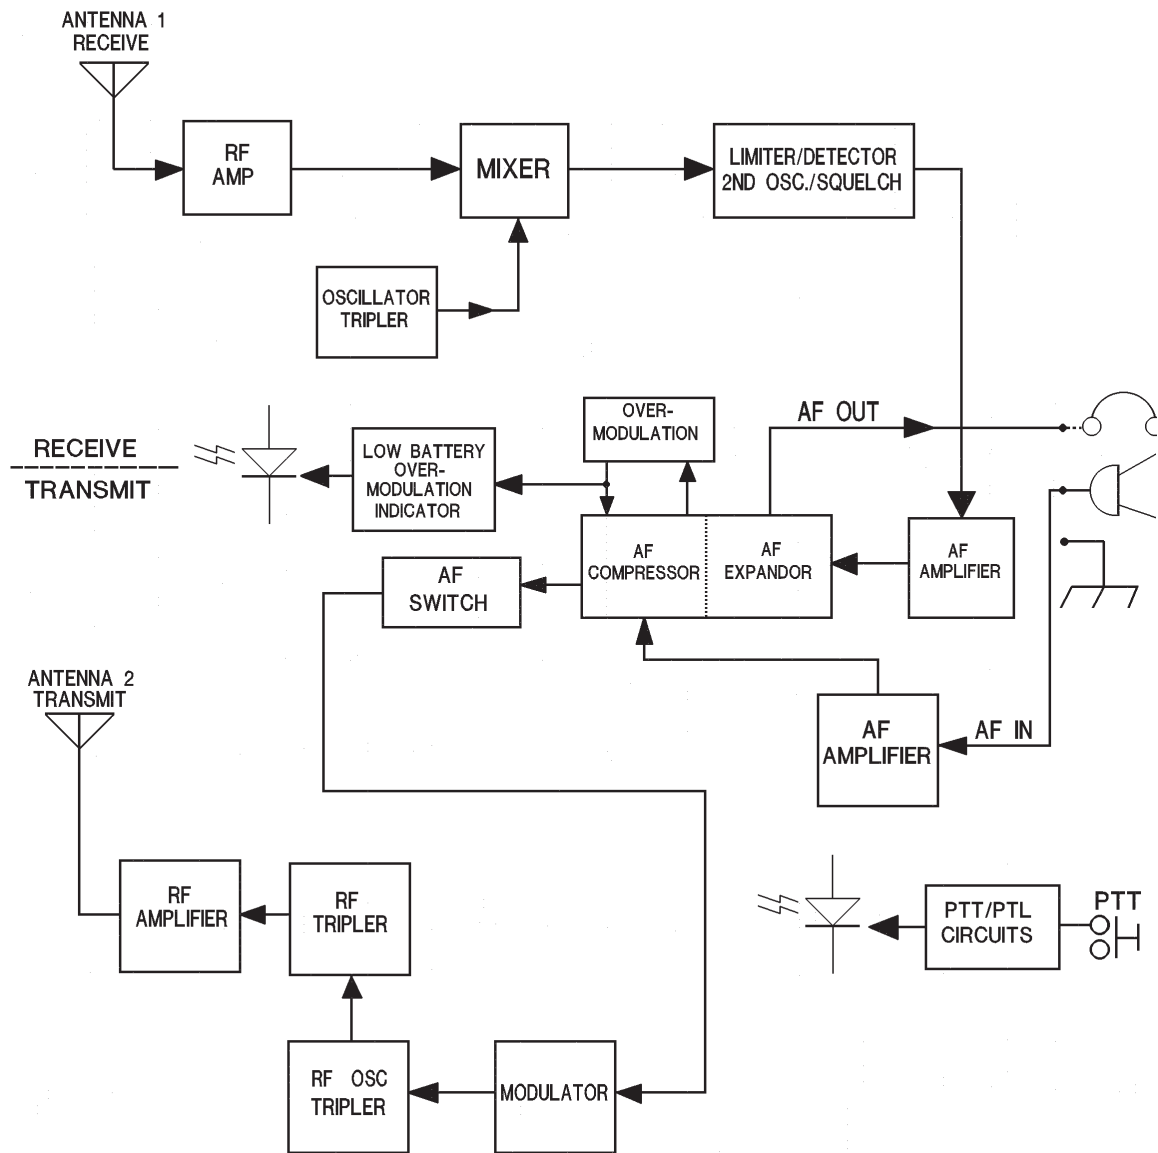 ANTENNA 1
RECEIVE
RF
AMP
MIXER
LIMITER/DETECTOR
2ND OSC./SQUELCH
OSCILLATOR
TRIPLER
RECEIVE
TRANSMIT
LOW BATTERY
OVER-
MODULATION
INDICATOR
OVER-
MODULATION
AF OUT
AF
SWITCH
AF
COMPRESSOR
AF
EXPANDOR
AF
AMPLIFIER
ANTENNA 2
TRANSMIT
AF
AMPLIFIER
AF IN
RF
AMPLIFIER
RF
TRIPLER
PTT/PTL
CIRCUITS
PTT
RF OSC
TRIPLER
MODULATOR